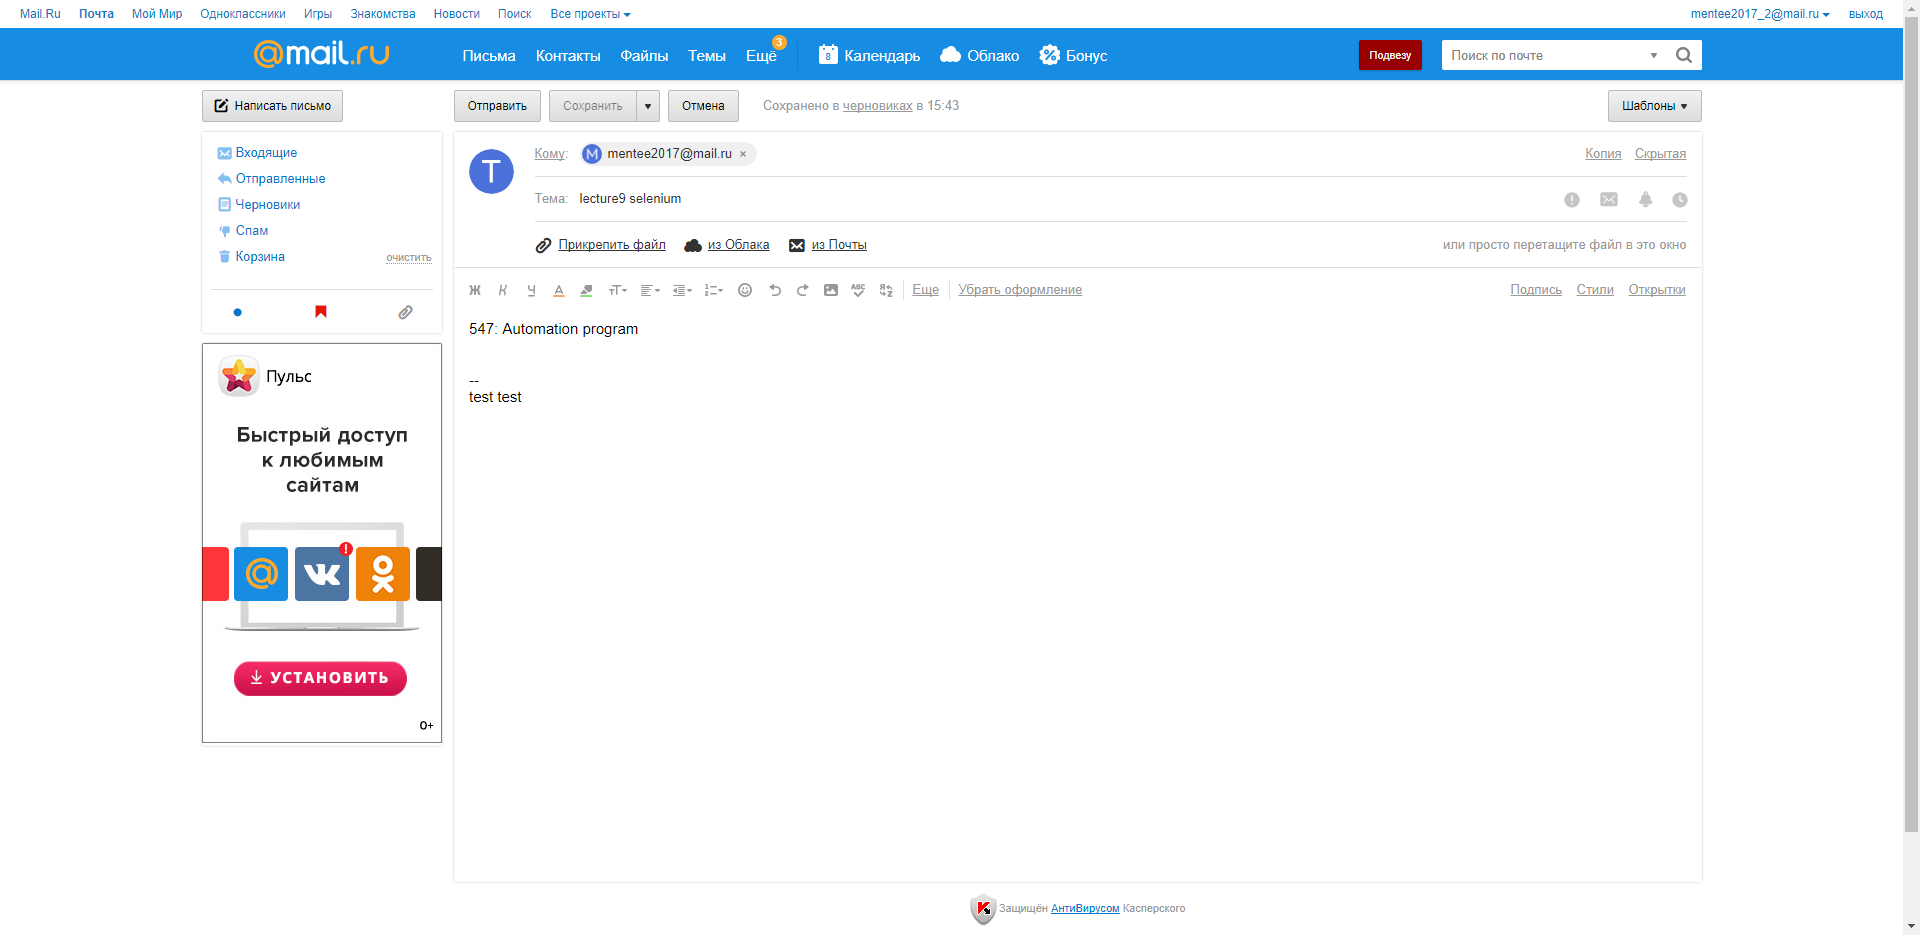 Mail.Ru Почта Мой Мир Одноклассники Игры Знакомства Новости Поиск Все проекты mentee2017_2@mail.ru выход
@mail.ru Письма Контакты Файлы Темы Ещё 3 8 Календарь Облако Бонус Подвезу Поиск по почте
Написать письмо Отправить Сохранить Отмена Сохранено в черновиках в 15:43 Шаблоны
Входящие
Отправленные
Черновики
Спам
Корзина очистить
T Кому: M mentee2017@mail.ru × Копия Скрытая
Тема: lecture9 selenium
Прикрепить файл из Облака из Почты или просто перетащите файл в это окно
Ж К Ч А тТ ABC Еще Убрать оформление Подпись Стили Открытки
547: Automation program
--
test test
Пульс
Быстрый доступ
к любимым
сайтам
@ !
УСТАНОВИТЬ
0+
Защищён АнтиВирусом Касперского